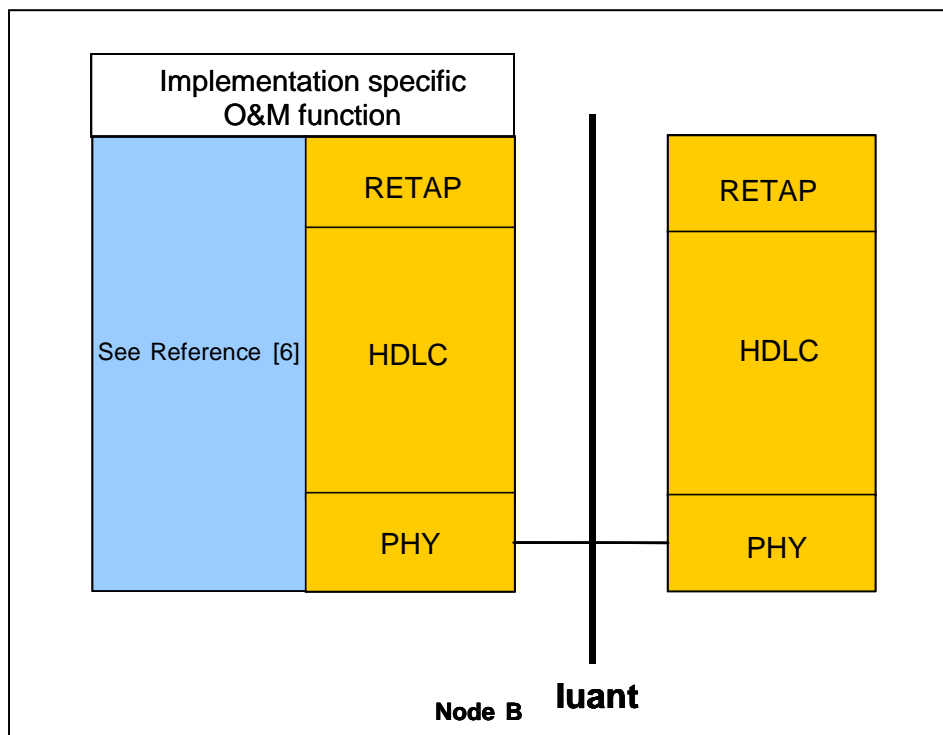 Implementation specific
O&M function
RETAP
RETAP
See Reference [6]
HDLC
HDLC
PHY
PHY
Node B
Iuant